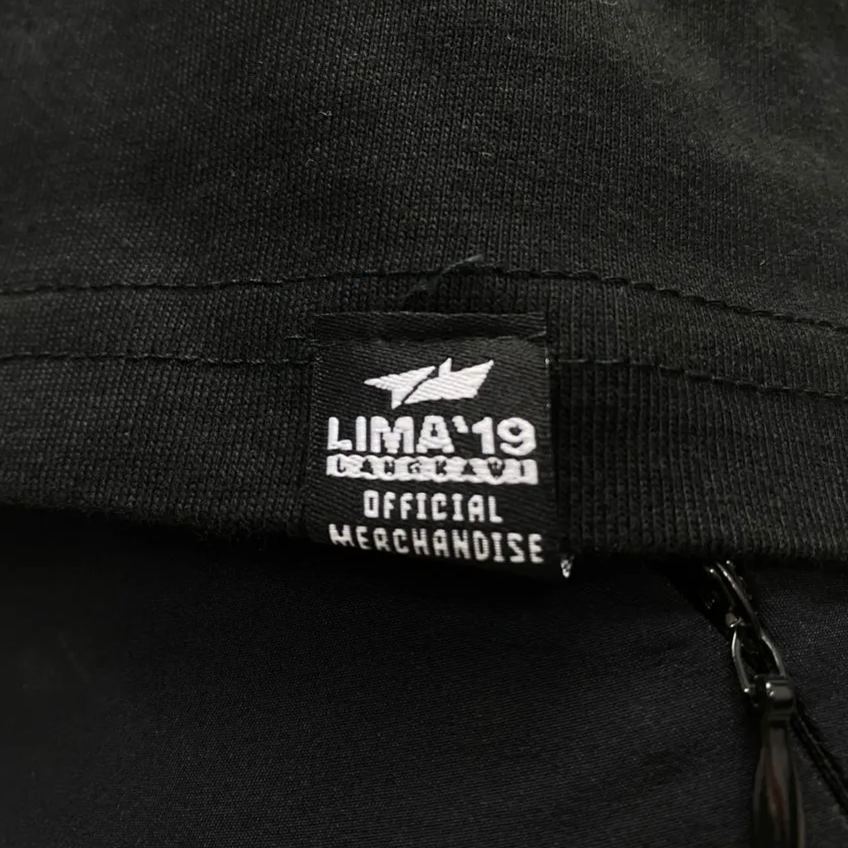 LIMA'19
LANGKAWI
OFFICIAL
MERCHANDISE